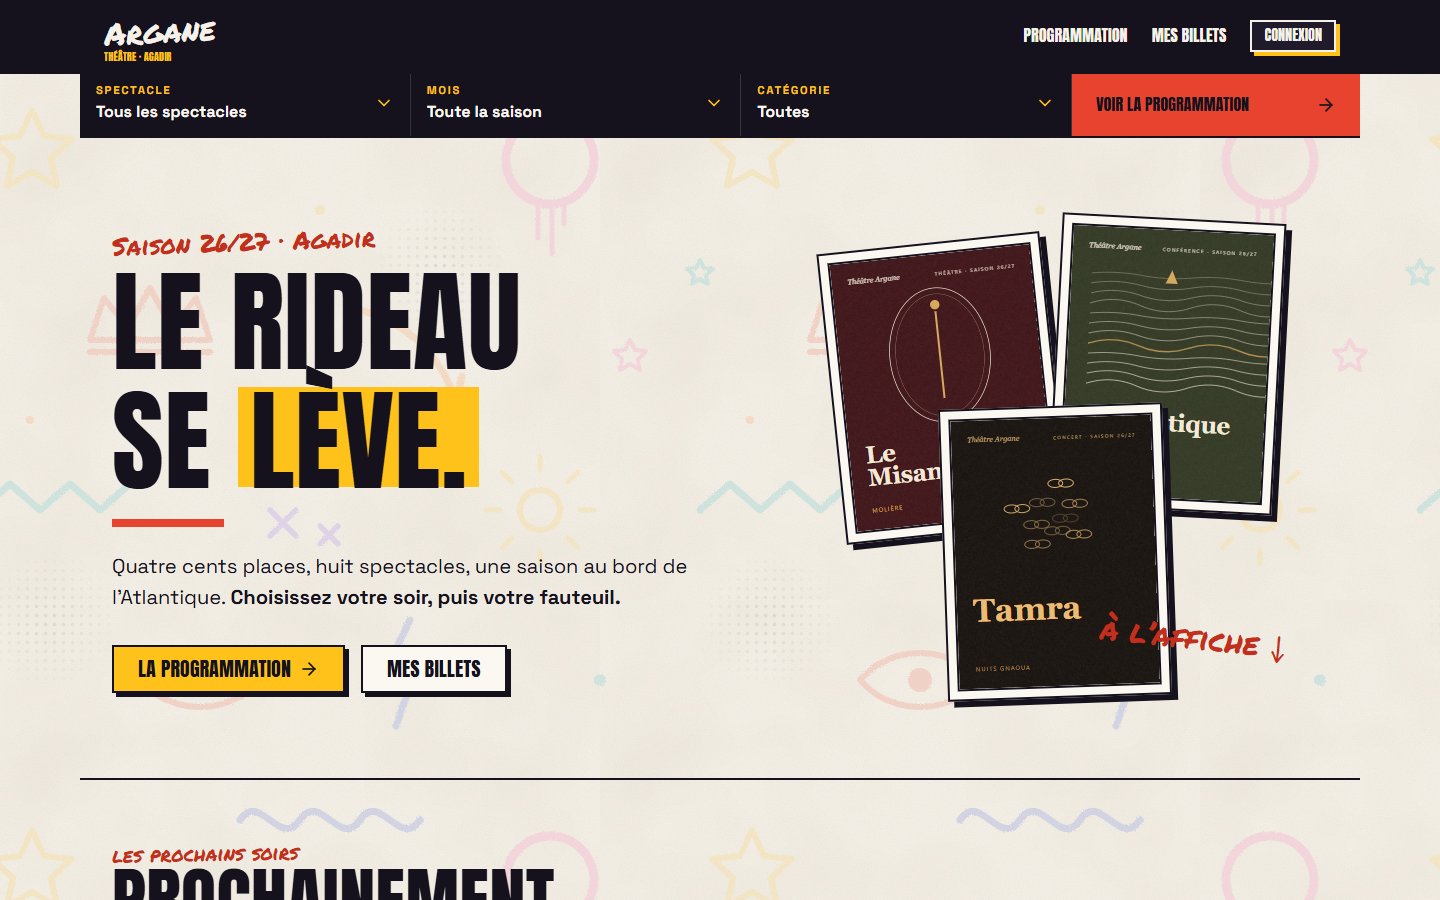 ARGANE
THÉÂTRE · AGADIR
PROGRAMMATION
MES BILLETS
CONNEXION
SPECTACLE
Tous les spectacles
MOIS
Toute la saison
CATÉGORIE
Toutes
VOIR LA PROGRAMMATION →
SAISON 26/27 · AGADIR
LE RIDEAU
SE LÈVE.
Quatre cents places, huit spectacles, une saison au bord de
l'Atlantique. Choisissez votre soir, puis votre fauteuil.
LA PROGRAMMATION →
MES BILLETS
Théâtre Argane
THÉÂTRE · SAISON 26/27
Le
Misan
MOLIÈRE
Théâtre Argane
CONFÉRENCE · SAISON 26/27
tique
Théâtre Argane
CONCERT · SAISON 26/27
Tamra
NUITS GNAOUA
À L'AFFICHE ↓
LES PROCHAINS SOIRS
PROCHAINEMENT